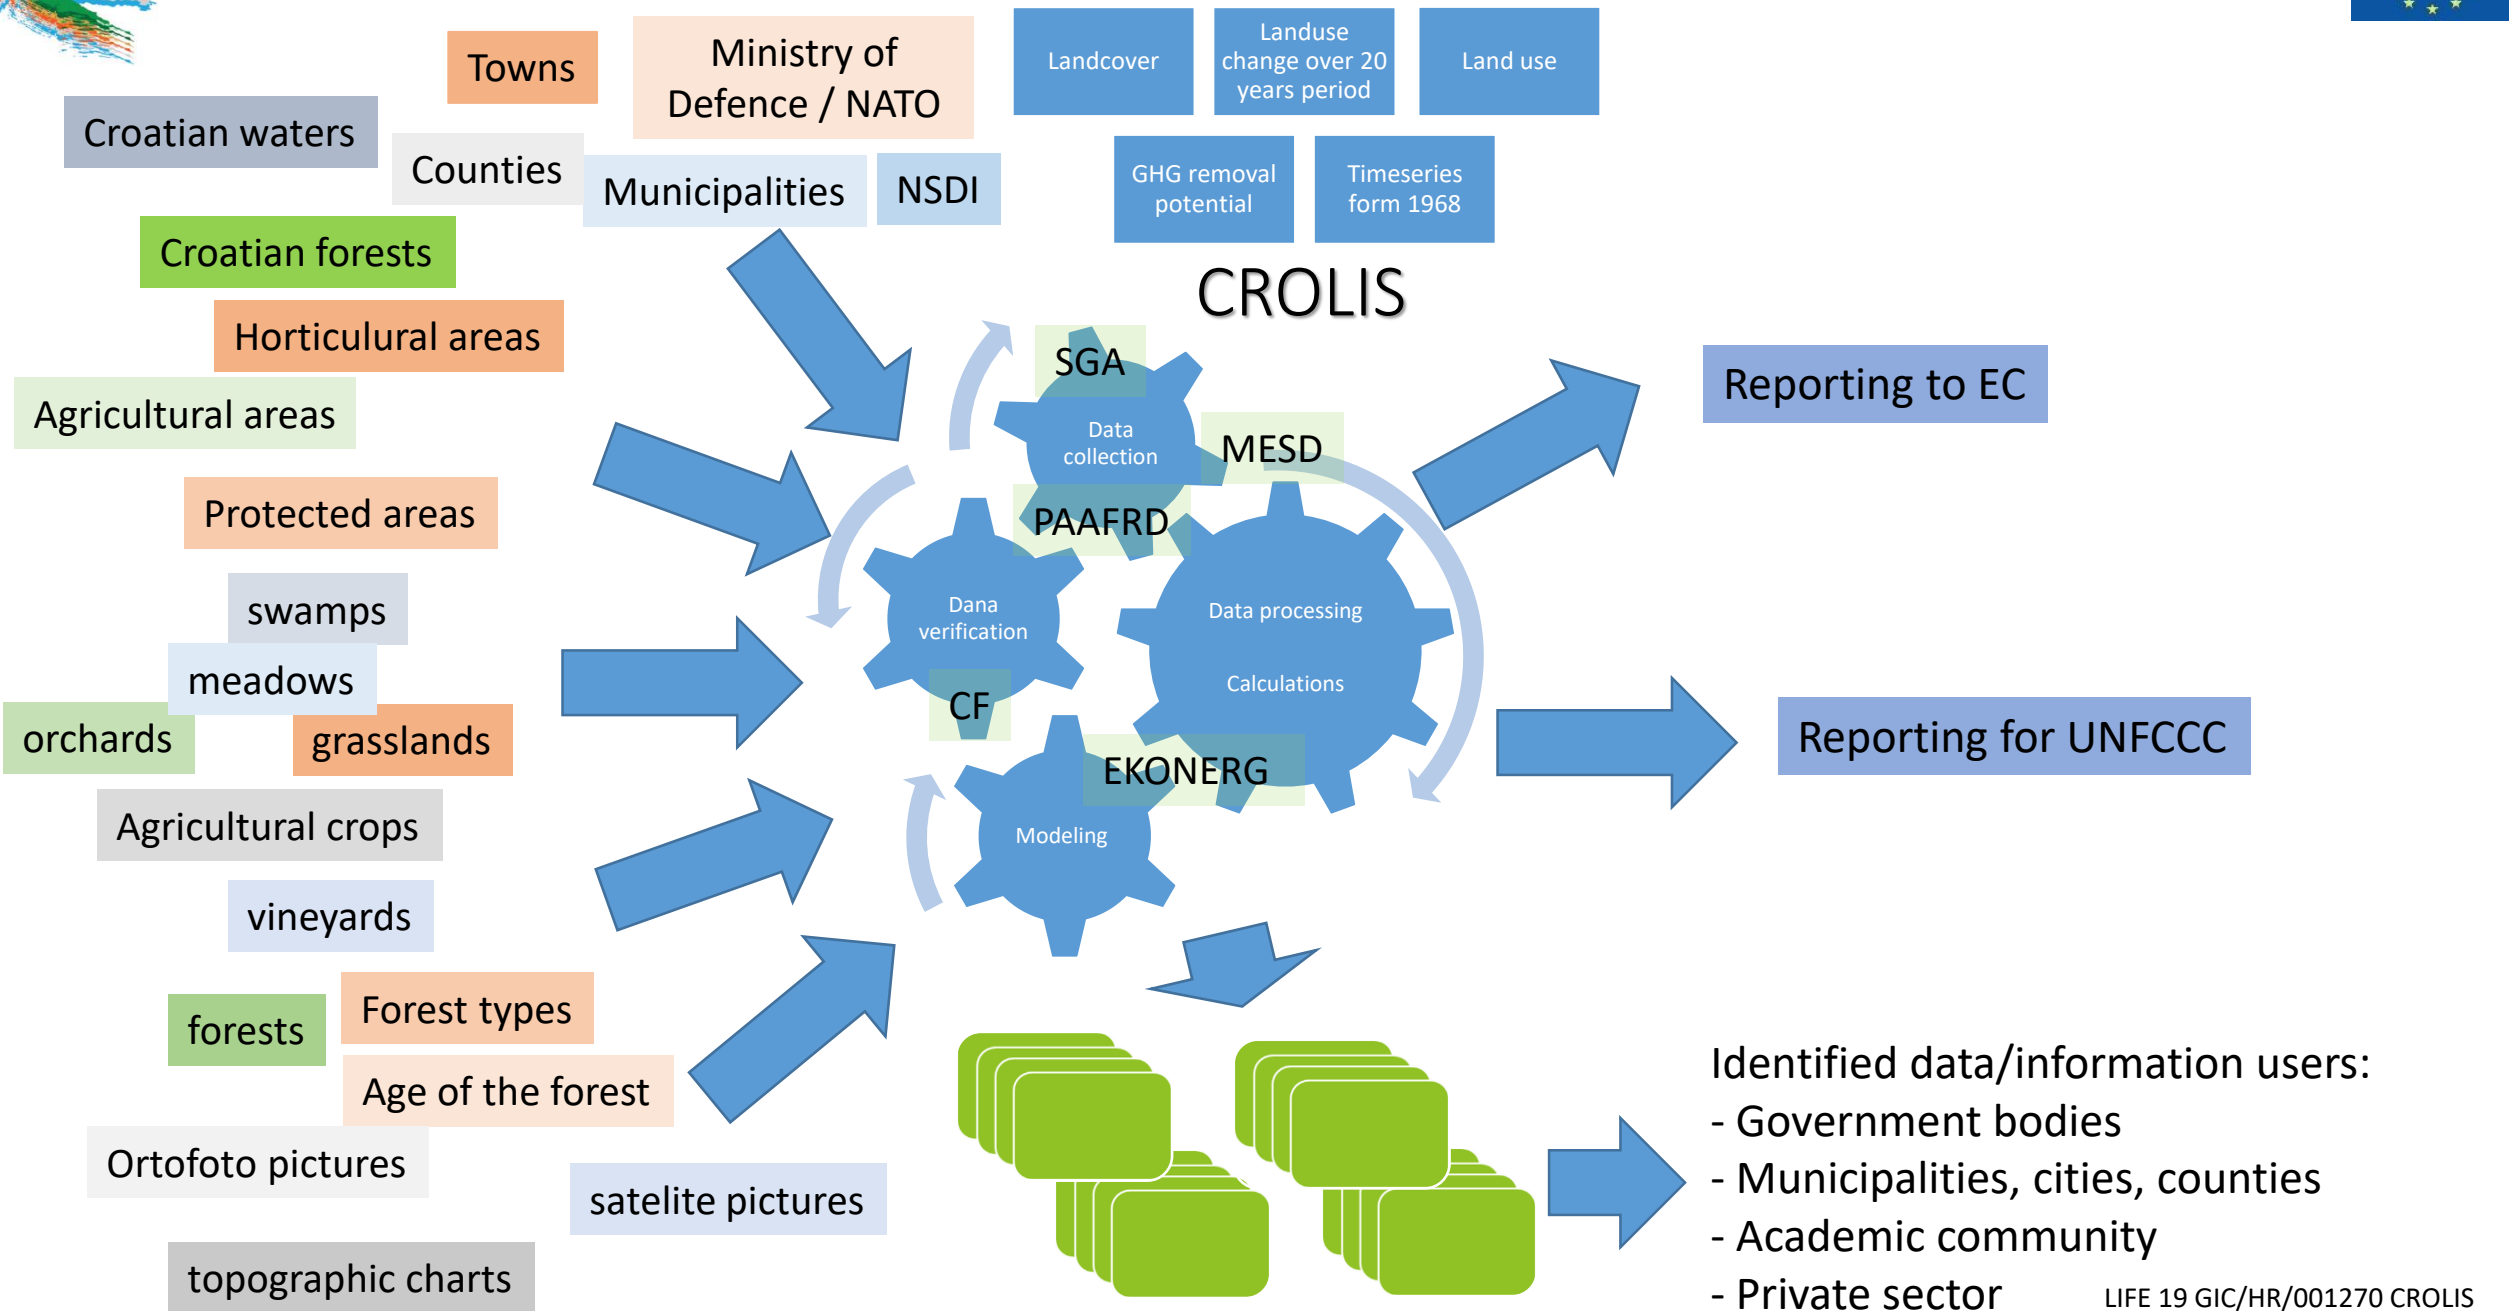 Towns
Ministry of
Defence / NATO
Croatian waters
Counties
Municipalities
NSDI
Landcover
Landuse
change over 20
years period
Land use
GHG removal
potential
Timeseries
form 1968
CROLIS
Croatian forests
Horticulural areas
Agricultural areas
Protected areas
swamps
meadows
orchards
grasslands
Agricultural crops
vineyards
forests
Forest types
Age of the forest
Ortofoto pictures
satelite pictures
topographic charts
SGA
Data
collection
MESD
PAAFRD
Dana
verification
CF
Data processing
Calculations
EKONERG
Modeling
Reporting to EC
Reporting for UNFCCC
Identified data/information users:
- Government bodies
- Municipalities, cities, counties
- Academic community
- Private sector
LIFE 19 GIC/HR/001270 CROLIS